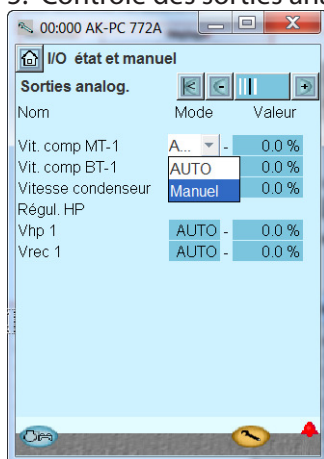 3. Contrôle des sorties ana
00:000 AK-PC 772A
I/O état et manuel
Sorties analog.
Nom Mode Valeur
Vit. comp MT-1 A... - 0.0 %
Vit. comp BT-1 AUTO 0.0 %
Vitesse condenseur Manuel 0.0 %
Régul. HP
Vhp 1 AUTO - 0.0 %
Vrec 1 AUTO - 0.0 %